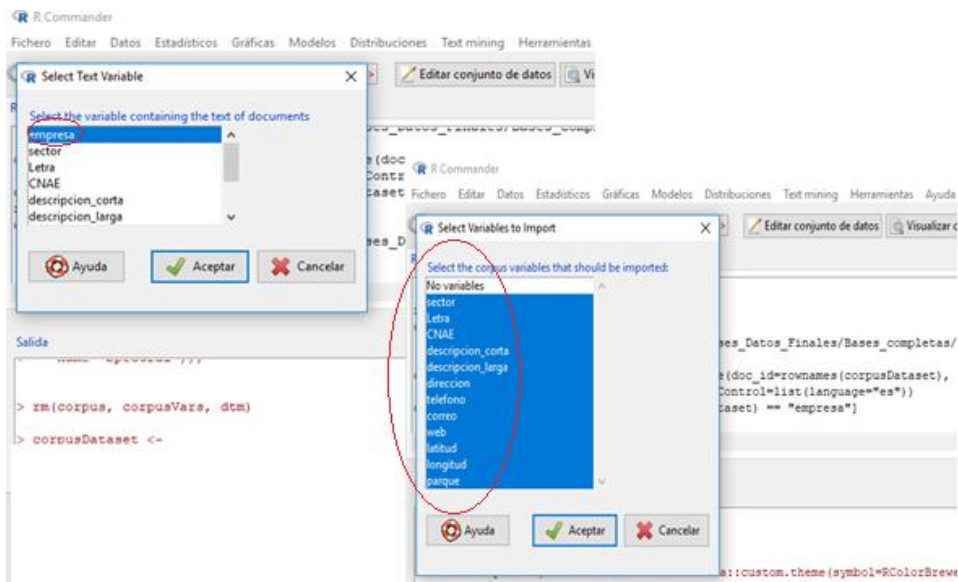 R Commander
Fichero Editar Datos Estadísticos Gráficas Modelos Distribuciones Text mining Herramientas
Select Text Variable
Editar conjunto de datos
Vi
Select the variable containing the text of documents
empresa
sector
Letra
CNAE
descripcion_corta
descripcion_larga
Ayuda
Aceptar
Cancelar
Salida
> rm(corpus, corpusVars, dtm)
> corpusDataset <-
R Commander
Fichero Editar Datos Estadísticos Gráficas Modelos Distribuciones Text mining Herramientas Ayuda
Select Variables to Import
Editar conjunto de datos
Visualizar c
Select the corpus variables that should be imported:
No variables
sector
Letra
CNAE
descripcion_corta
descripcion_larga
direccion
telefono
correo
web
latitud
longitud
parque
Ayuda
Aceptar
Cancelar
ses_Datos_Finales/Bases_completas/
(doc_id=rownames(corpusDataset),
Control=list(language="es"))
taset) == "empresa"]
a::custom.theme(symbol=RColorBrewe